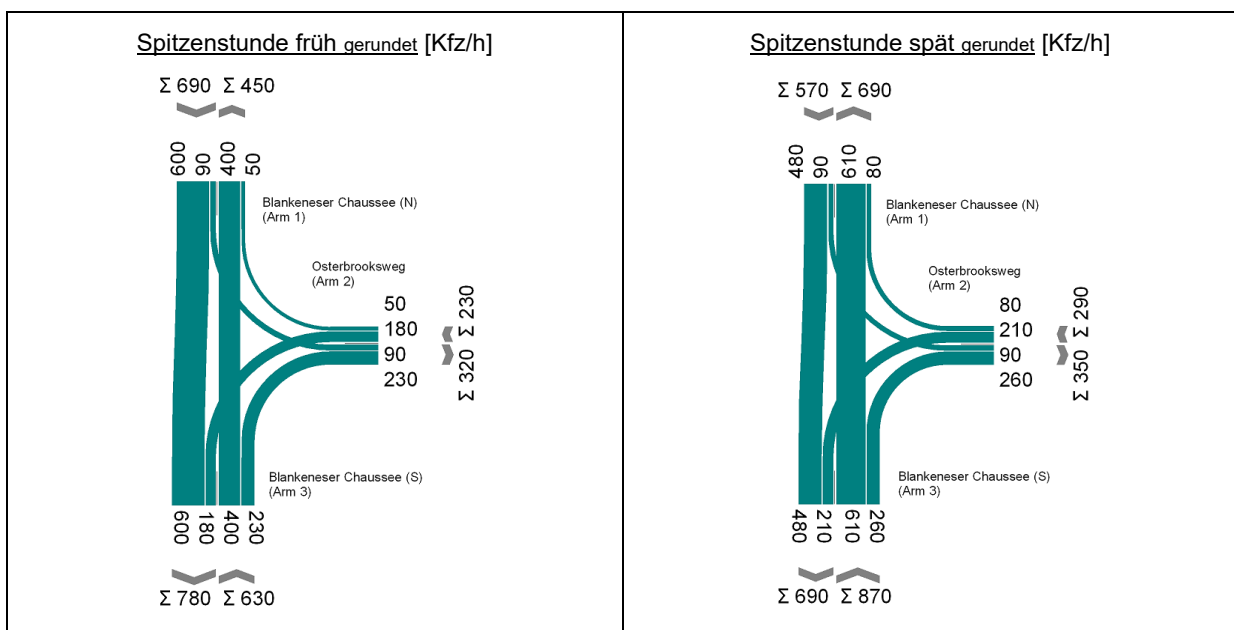 Spitzenstunde früh gerundet [Kfz/h]
Σ 690 Σ 450
600 90 400 50
Blankeneser Chaussee (N)
(Arm 1)
Osterbrooksweg
(Arm 2)
50
180
90
230
Σ 230
Σ 320
Blankeneser Chaussee (S)
(Arm 3)
600 180 400 230
Σ 780 Σ 630
Spitzenstunde spät gerundet [Kfz/h]
Σ 570 Σ 690
480 90 610 80
Blankeneser Chaussee (N)
(Arm 1)
Osterbrooksweg
(Arm 2)
80
210
90
260
Σ 290
Σ 350
Blankeneser Chaussee (S)
(Arm 3)
480 210 610 260
Σ 690 Σ 870